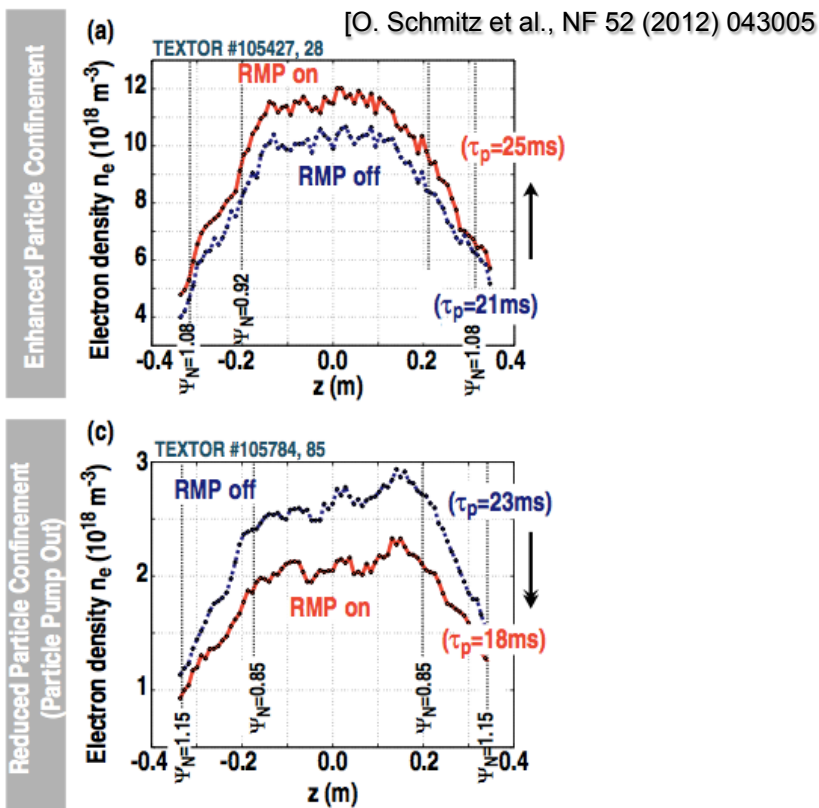 [O. Schmitz et al., NF 52 (2012) 043005
Enhanced Particle Confinement
(a)
TEXTOR #105427, 28
RMP on
RMP off
(τp=25ms)
(τp=21ms)
Electron density ne (10^18 m^-3)
12
10
8
6
4
ΨN=1.08
ΨN=0.92
ΨN=1.08
-0.4
-0.2
0.0
0.2
0.4
z (m)
Reduced Particle Confinement
(Particle Pump Out)
(c)
TEXTOR #105784, 85
RMP off
RMP on
(τp=23ms)
(τp=18ms)
Electron density ne (10^18 m^-3)
3
2
1
ΨN=1.15
ΨN=0.85
ΨN=0.85
ΨN=1.15
-0.4
-0.2
0.0
0.2
0.4
z (m)